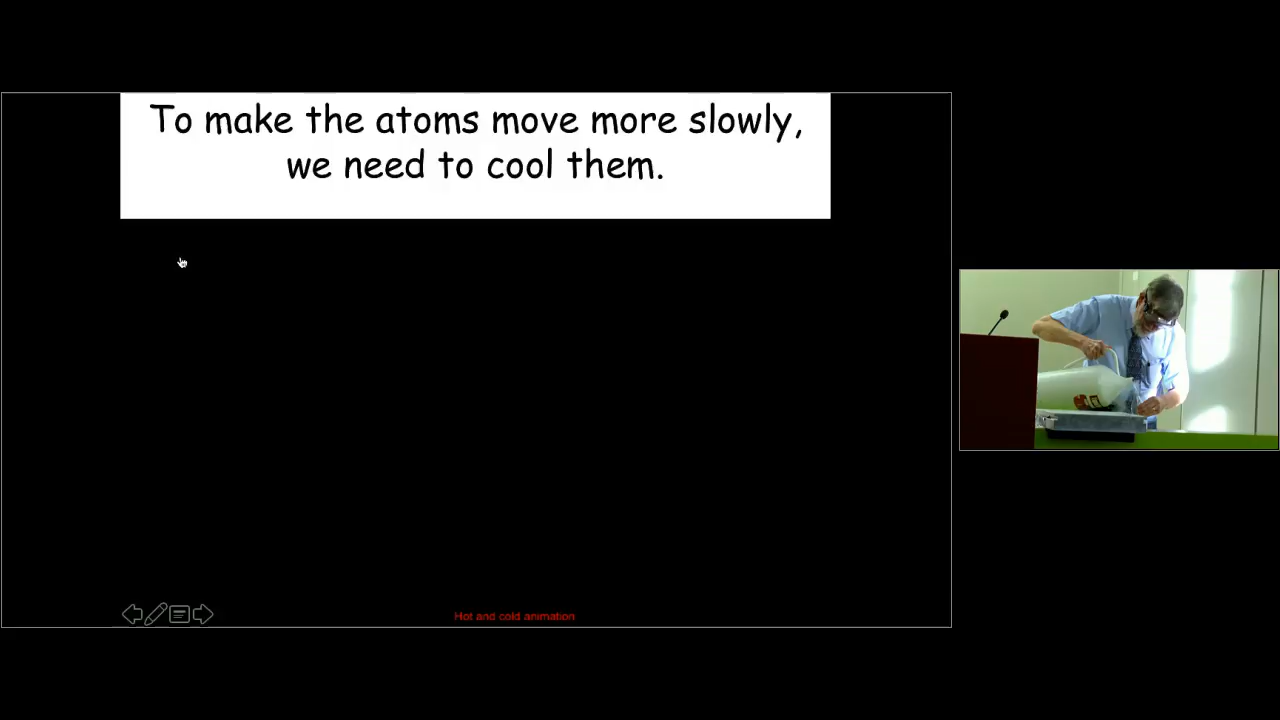 To make the atoms move more slowly,
we need to cool them.
Hot and cold animation